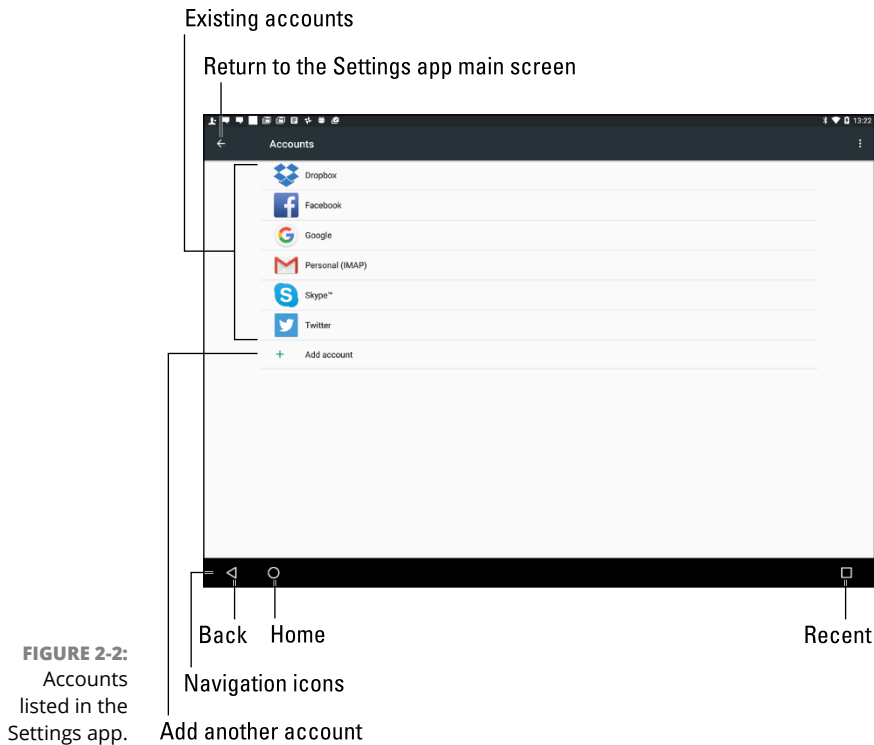 Existing accounts
Return to the Settings app main screen
13:22
Accounts
Dropbox
Facebook
Google
Personal (IMAP)
Skype™
Twitter
+ Add account
Back Home Recent
Navigation icons
Add another account
FIGURE 2-2:
Accounts
listed in the
Settings app.